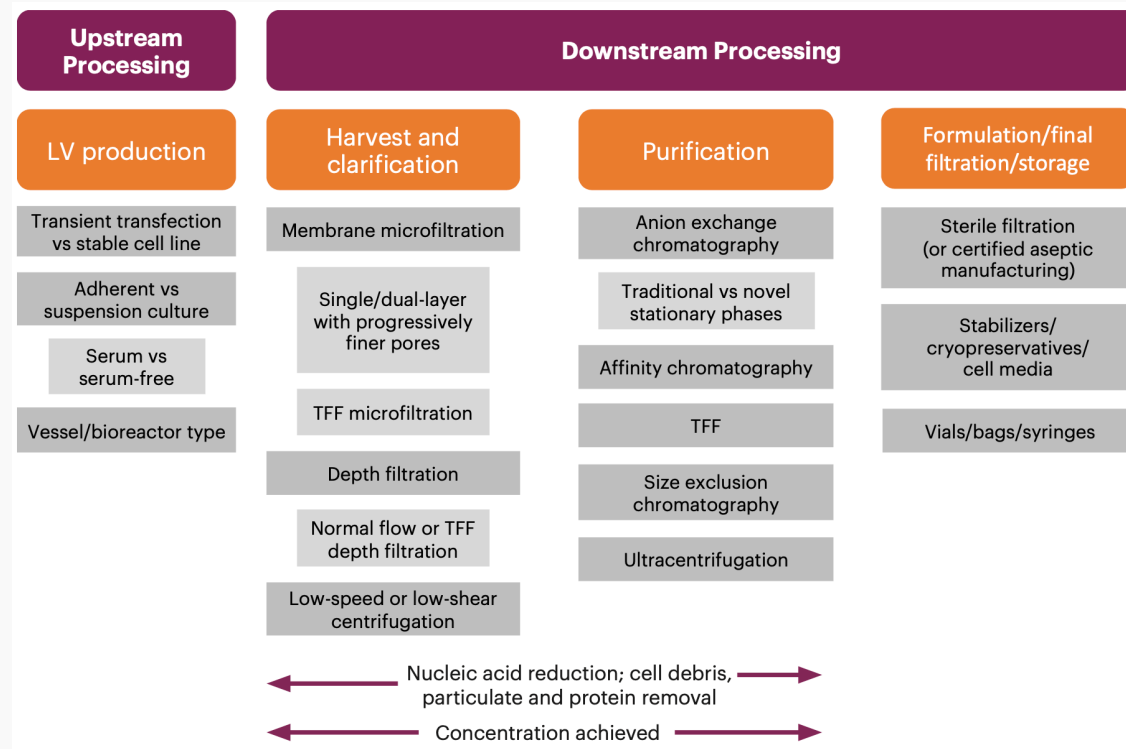 Upstream
Processing
Downstream Processing
LV production
Harvest and
clarification
Purification
Formulation/final
filtration/storage
Transient transfection
vs stable cell line
Adherent vs
suspension culture
Serum vs
serum-free
Vessel/bioreactor type
Membrane microfiltration
Single/dual-layer
with progressively
finer pores
TFF microfiltration
Depth filtration
Normal flow or TFF
depth filtration
Low-speed or low-shear
centrifugation
Anion exchange
chromatography
Traditional vs novel
stationary phases
Affinity chromatography
TFF
Size exclusion
chromatography
Ultracentrifugation
Sterile filtration
(or certified aseptic
manufacturing)
Stabilizers/
cryopreservatives/
cell media
Vials/bags/syringes
Nucleic acid reduction; cell debris,
particulate and protein removal
Concentration achieved